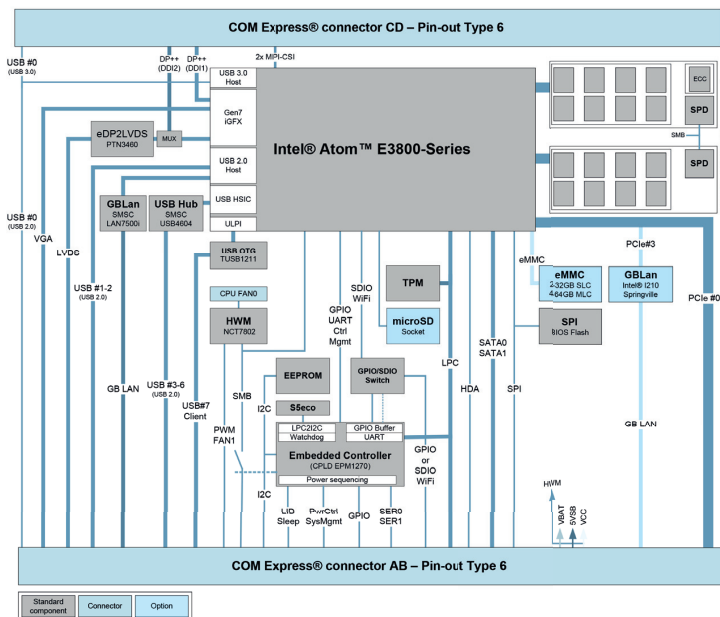 COM Express® connector CD – Pin-out Type 6
USB #0
(USB 3.0)
DP++
(DDI2)
DP++
(DDI1)
2x MPI-CSI
USB 3.0
Host
Gen7
iGFX
USB 2.0
Host
USB HSIC
ULPI
Intel® Atom™ E3800-Series
ECC
SPD
SMB
SPD
eDP2LVDS
PTN3460
MUX
GBLan
SMSC
LAN7500i
USB Hub
SMSC
USB4604
USB OTG
TUSB1211
CPU FAN0
HWM
NCT7802
USB #0
(USB 2.0)
VGA
LVDS
USB #1-2
(USB 2.0)
GB LAN
USB #3-6
(USB 2.0)
USB#7
Client
PWM
FAN1
SMB
I2C
I2C
GPIO
UART
Ctrl
Mgmt
SDIO
WiFi
TPM
microSD
Socket
EEPROM
GPIO/SDIO
Switch
S5eco
LPC2I2C
Watchdog
GPIO Buffer
UART
Embedded Controller
(CPLD EPM1270)
Power sequencing
LID
Sleep
PwrCtrl
SysMgmt
GPIO
SER0
SER1
GPIO
or
SDIO
WiFi
LPC
HDA
SATA0
SATA1
SPI
eMMC
eMMC
2-32GB SLC
4-64GB MLC
SPI
BIOS Flash
PCIe#3
GBLan
Intel® I210
Springville
PCIe #0
GB LAN
HWM
VBAT
5VSB
VCC
COM Express® connector AB – Pin-out Type 6
Standard
component
Connector
Option